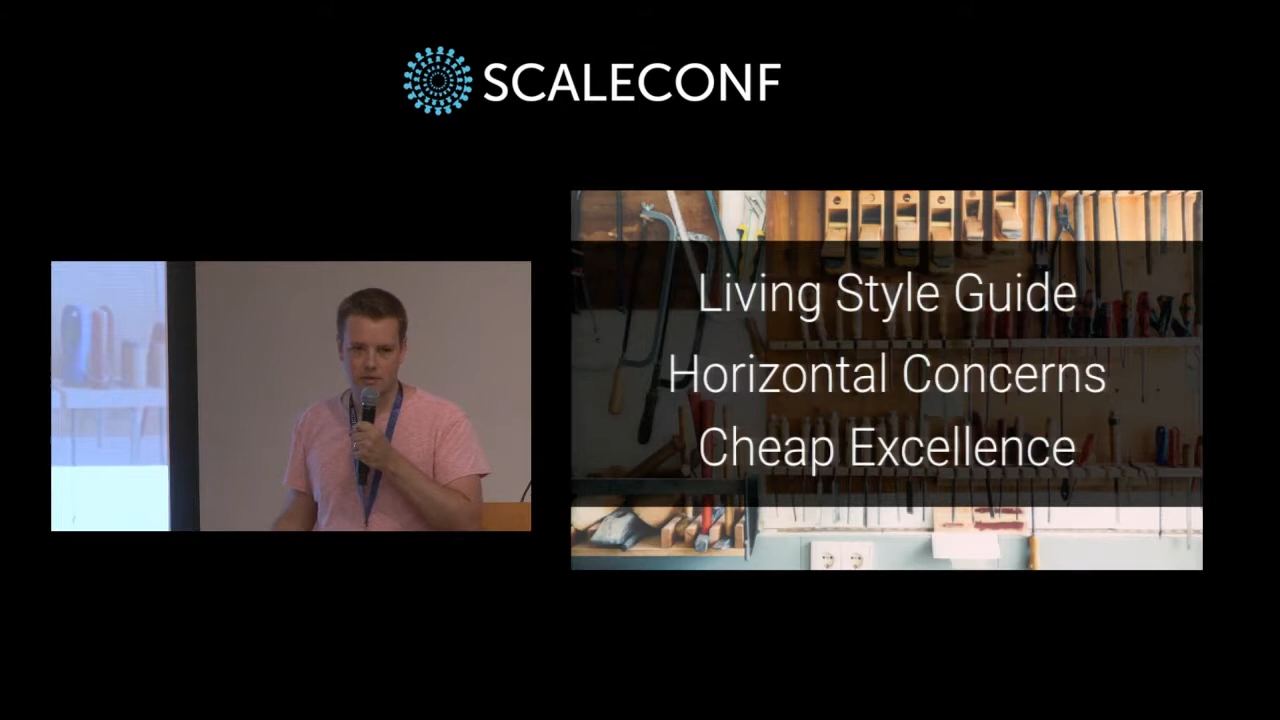 SCALECONF
Living Style Guide
Horizontal Concerns
Cheap Excellence